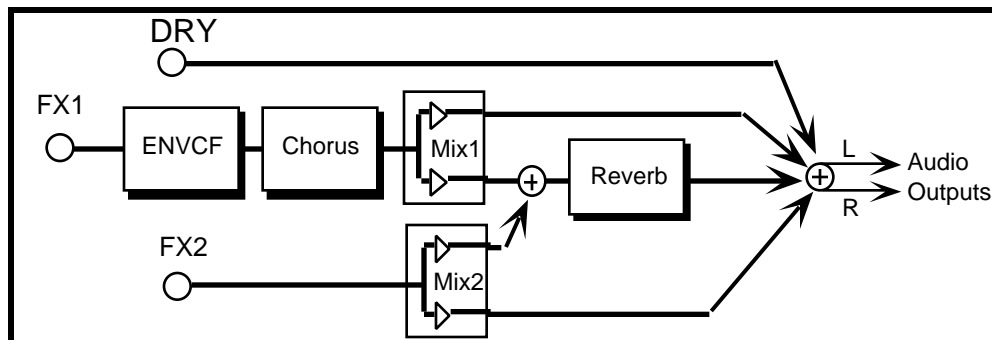 DRY
FX1
ENVCF
Chorus
Mix1
Reverb
L
R
Audio
Outputs
FX2
Mix2